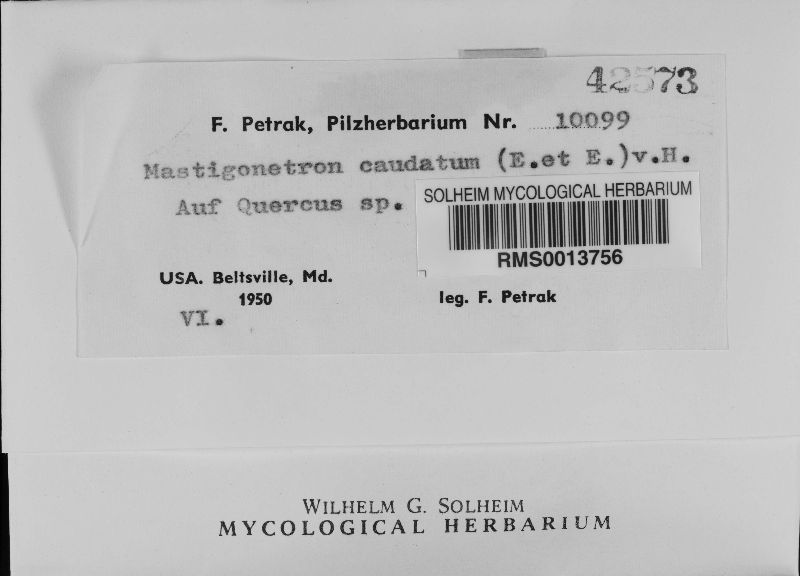 42573
F. Petrak, Pilzherbarium Nr. 10099
Mastigonetron caudatum (E.et E.)v.H.
Auf Quercus sp.
SOLHEIM MYCOLOGICAL HERBARIUM
RMS0013756
USA. Beltsville, Md.
1950
leg. F. Petrak
VI.
WILHELM G. SOLHEIM
MYCOLOGICAL HERBARIUM